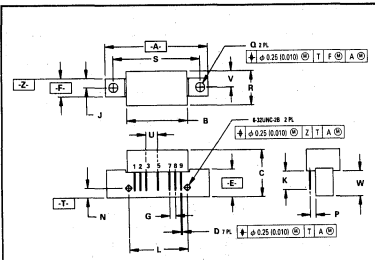 -A-
S
Q 2 PL
⌖ ϕ 0.25 (0.010) Ⓜ T F Ⓜ A Ⓜ
-Z-
-F-
V
R
J
B
U
6-32UNC-2B 2 PL
⌖ ϕ 0.25 (0.010) Ⓜ Z T A Ⓜ
1 2 3 5 7 8 9
-E-
C
K
W
-T-
N
G
P
D 7 PL
⌖ ϕ 0.25 (0.010) Ⓜ T A Ⓜ
L